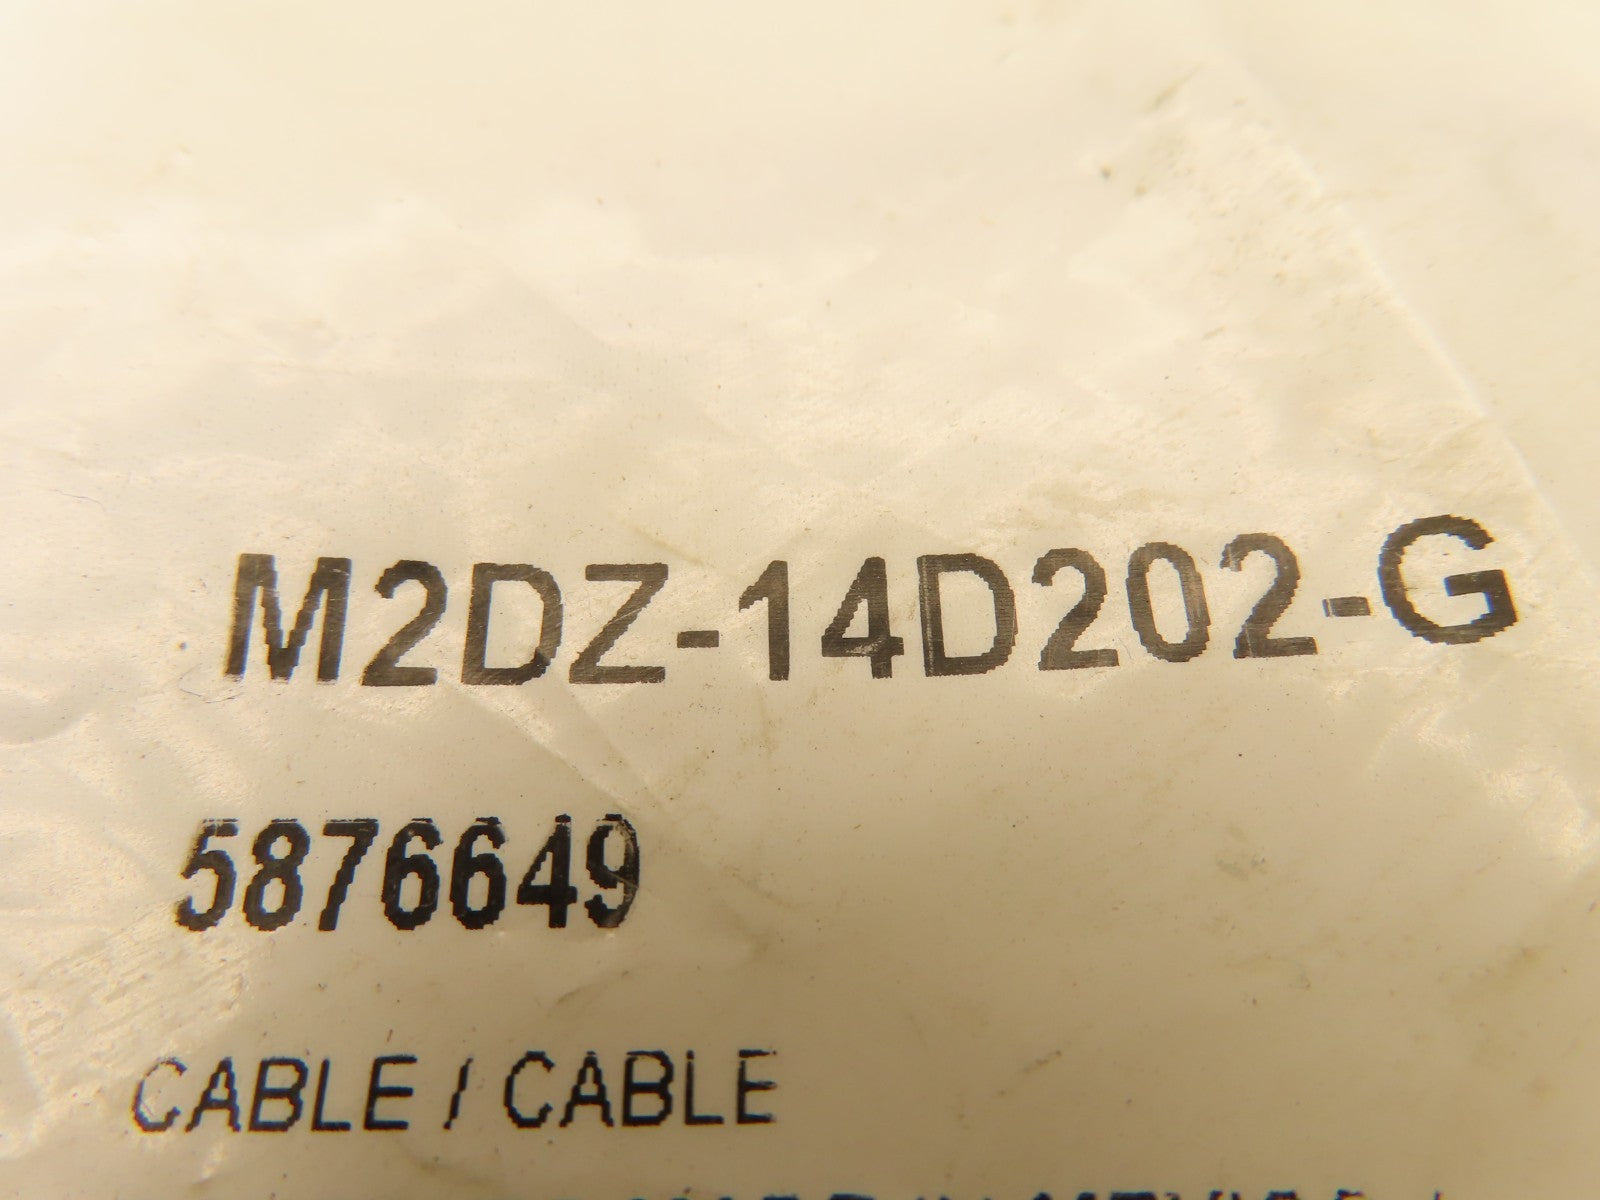 M2DZ-14D202-G
5876649
CABLE / CABLE